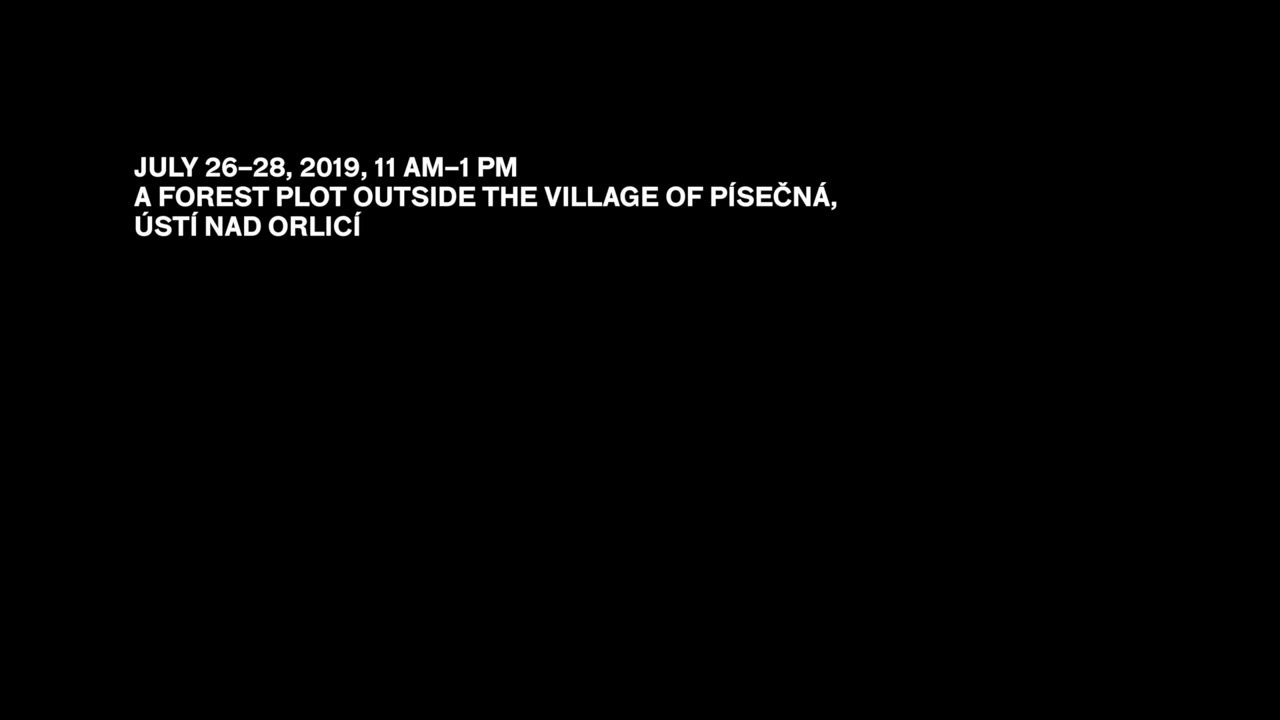 JULY 26–28, 2019, 11 AM–1 PM
A FOREST PLOT OUTSIDE THE VILLAGE OF PÍSEČNÁ,
ÚSTÍ NAD ORLICÍ